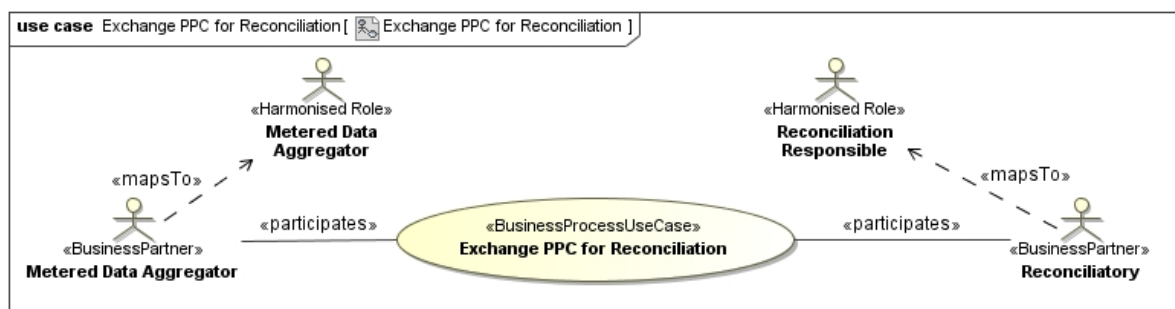 use case Exchange PPC for Reconciliation [ Exchange PPC for Reconciliation ]
«Harmonised Role»
Metered Data
Aggregator
«Harmonised Role»
Reconciliation
Responsible
«mapsTo»
«mapsTo»
«BusinessPartner»
Metered Data Aggregator
«participates»
«BusinessProcessUseCase»
Exchange PPC for Reconciliation
«participates»
«BusinessPartner»
Reconciliatory